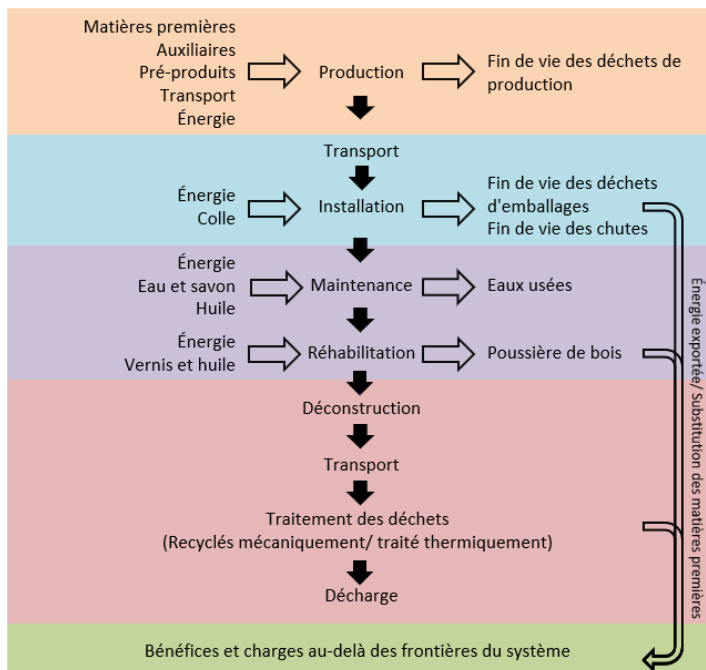 Matières premières
Auxiliaires
Pré-produits
Transport
Énergie
Production
Fin de vie des déchets de
production
Transport
Énergie
Colle
Installation
Fin de vie des déchets
d'emballages
Fin de vie des chutes
Énergie
Eau et savon
Huile
Maintenance
Eaux usées
Énergie
Vernis et huile
Réhabilitation
Poussière de bois
Énergie exportée/ Substitution des matières premières
Déconstruction
Transport
Traitement des déchets
(Recyclés mécaniquement/ traité thermiquement)
Décharge
Bénéfices et charges au-delà des frontières du système